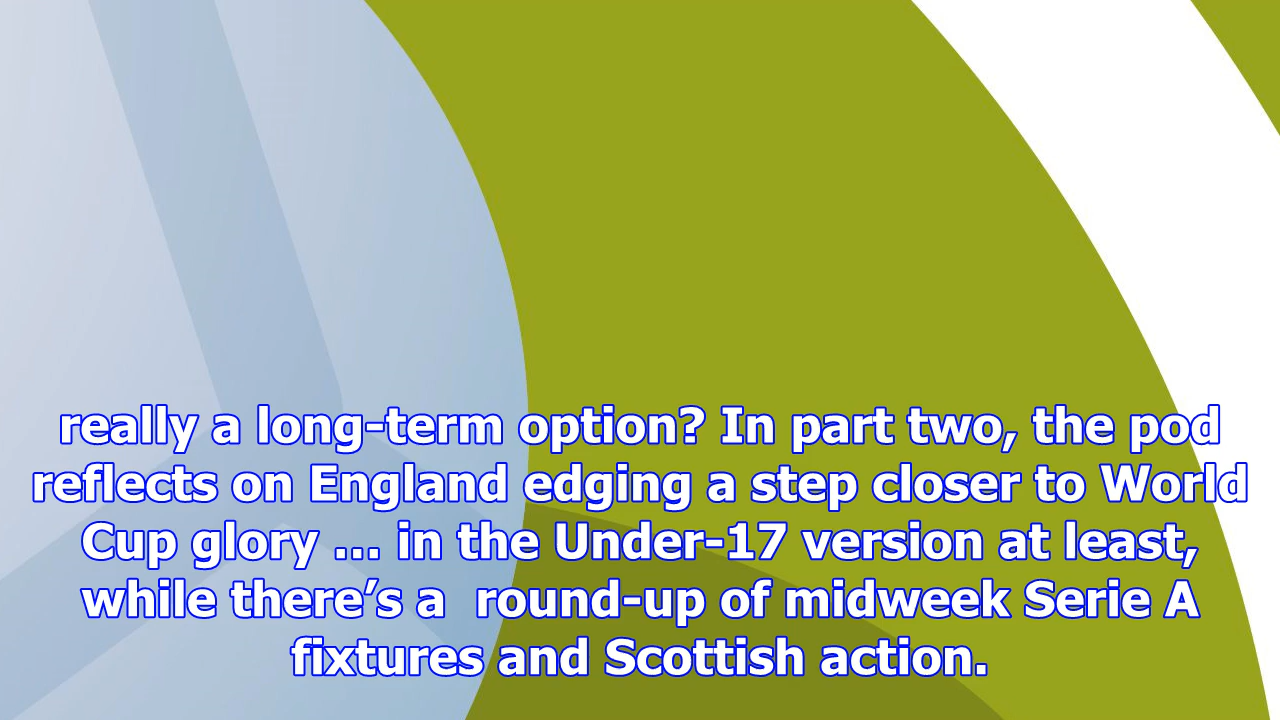 really a long-term option? In part two, the pod
reflects on England edging a step closer to World
Cup glory … in the Under-17 version at least,
while there’s a  round-up of midweek Serie A
fixtures and Scottish action.